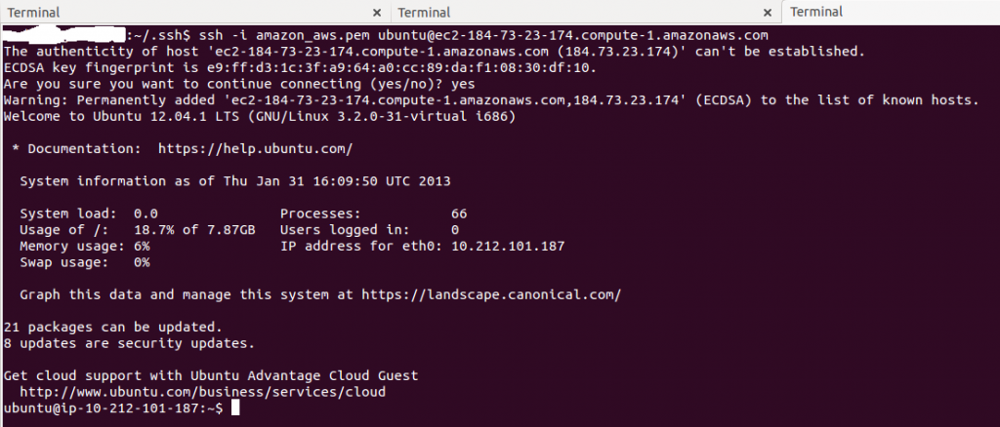 Terminal × Terminal × Terminal
:~/.ssh$ ssh -i amazon_aws.pem ubuntu@ec2-184-73-23-174.compute-1.amazonaws.com
The authenticity of host 'ec2-184-73-23-174.compute-1.amazonaws.com (184.73.23.174)' can't be established.
ECDSA key fingerprint is e9:ff:d3:1c:3f:a9:64:a0:cc:89:da:f1:08:30:df:10.
Are you sure you want to continue connecting (yes/no)? yes
Warning: Permanently added 'ec2-184-73-23-174.compute-1.amazonaws.com,184.73.23.174' (ECDSA) to the list of known hosts.
Welcome to Ubuntu 12.04.1 LTS (GNU/Linux 3.2.0-31-virtual i686)
* Documentation:  https://help.ubuntu.com/
System information as of Thu Jan 31 16:09:50 UTC 2013
System load:  0.0               Processes:           66
Usage of /:   18.7% of 7.87GB   Users logged in:     0
Memory usage: 6%                IP address for eth0: 10.212.101.187
Swap usage:   0%
Graph this data and manage this system at https://landscape.canonical.com/
21 packages can be updated.
8 updates are security updates.
Get cloud support with Ubuntu Advantage Cloud Guest
http://www.ubuntu.com/business/services/cloud
ubuntu@ip-10-212-101-187:~$